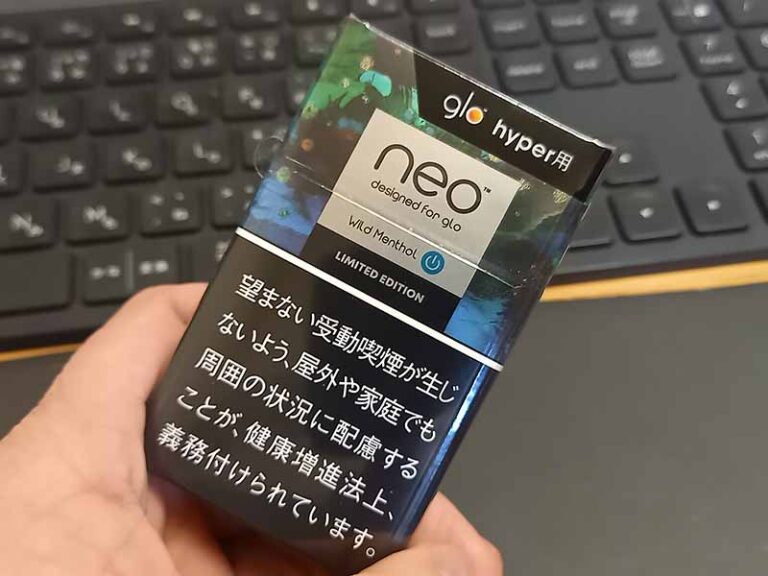 glo hyper用
neo™
designed for glo
Wild Menthol
LIMITED EDITION
望まない受動喫煙が生じ
ないよう、屋外や家庭でも
周囲の状況に配慮する
ことが、健康増進法上、
義務付けられています。